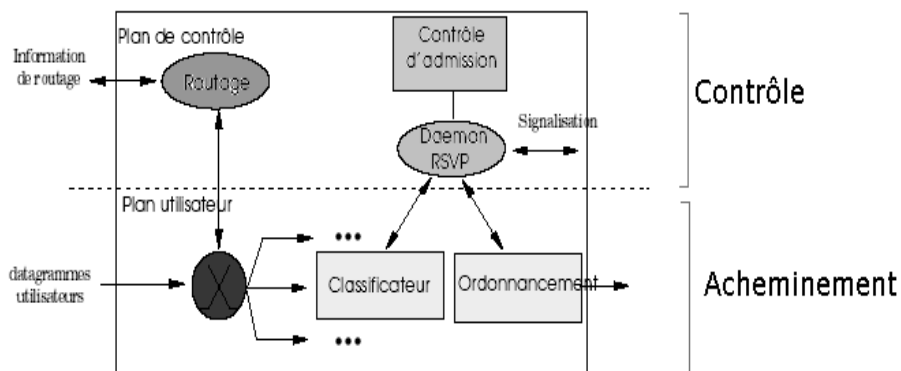 Plan de contrôle
Contrôle
d'admission
Information
de routage
Routage
Contrôle
Signalisation
Daemon
RSVP
Plan utilisateur
•••
datagrammes
utilisateurs
Classificateur
Ordonnancement
Acheminement
•••